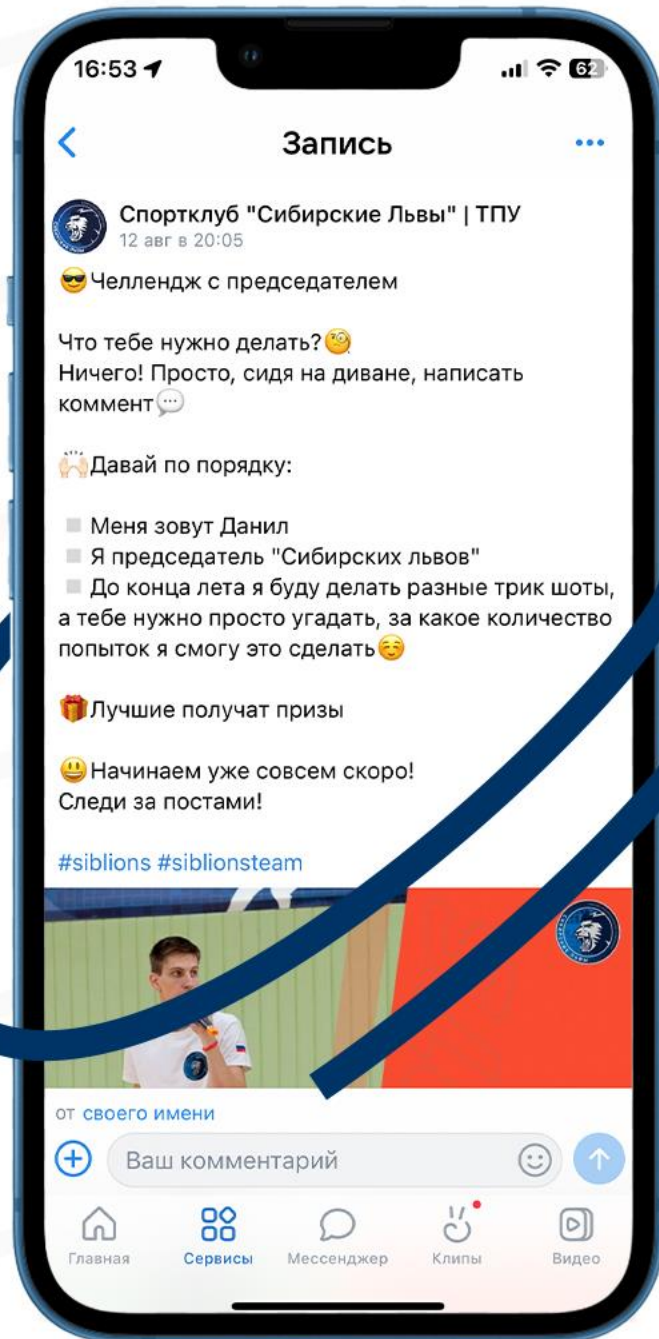 16:53
62
Запись
Спортклуб "Сибирские Львы" | ТПУ
12 авг в 20:05
😎Челлендж с председателем
Что тебе нужно делать?🧐
Ничего! Просто, сидя на диване, написать
коммент💬
🙌🏻Давай по порядку:
◽ Меня зовут Данил
◽ Я председатель "Сибирских львов"
◽ До конца лета я буду делать разные трик шоты,
а тебе нужно просто угадать, за какое количество
попыток я смогу это сделать☺️
🎁Лучшие получат призы
😃Начинаем уже совсем скоро!
Следи за постами!
#siblions #siblionsteam
от своего имени
Ваш комментарий
Главная
Сервисы
Мессенджер
Клипы
Видео